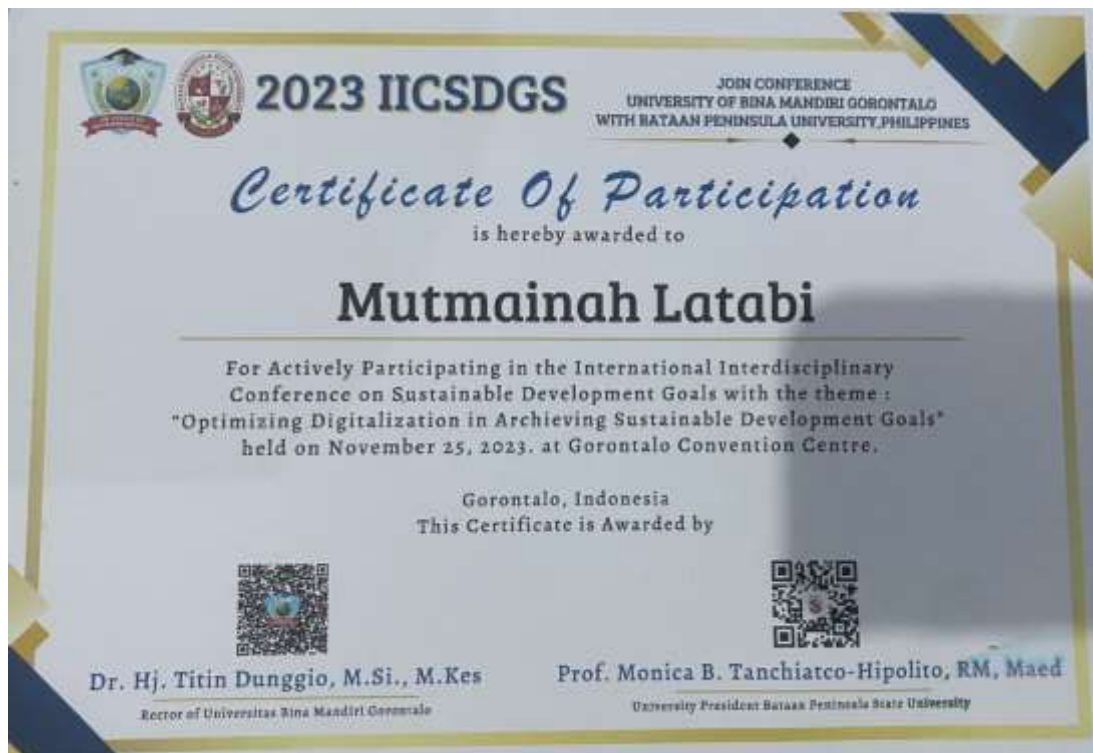 2023 IICSDGS
JOIN CONFERENCE
UNIVERSITY OF BINA MANDIRI GORONTALO
WITH BATAAN PENINSULA UNIVERSITY,PHILIPPINES
Certificate Of Participation
is hereby awarded to
Mutmainah Latabi
For Actively Participating in the International Interdisciplinary
Conference on Sustainable Development Goals with the theme :
"Optimizing Digitalization in Archieving Sustainable Development Goals"
held on November 25, 2023. at Gorontalo Convention Centre.
Gorontalo, Indonesia
This Certificate is Awarded by
Dr. Hj. Titin Dunggio, M.Si., M.Kes
Rector of Universitas Bina Mandiri Gorontalo
Prof. Monica B. Tanchiatco-Hipolito, RM, Maed
University President Bataan Peninsula State University